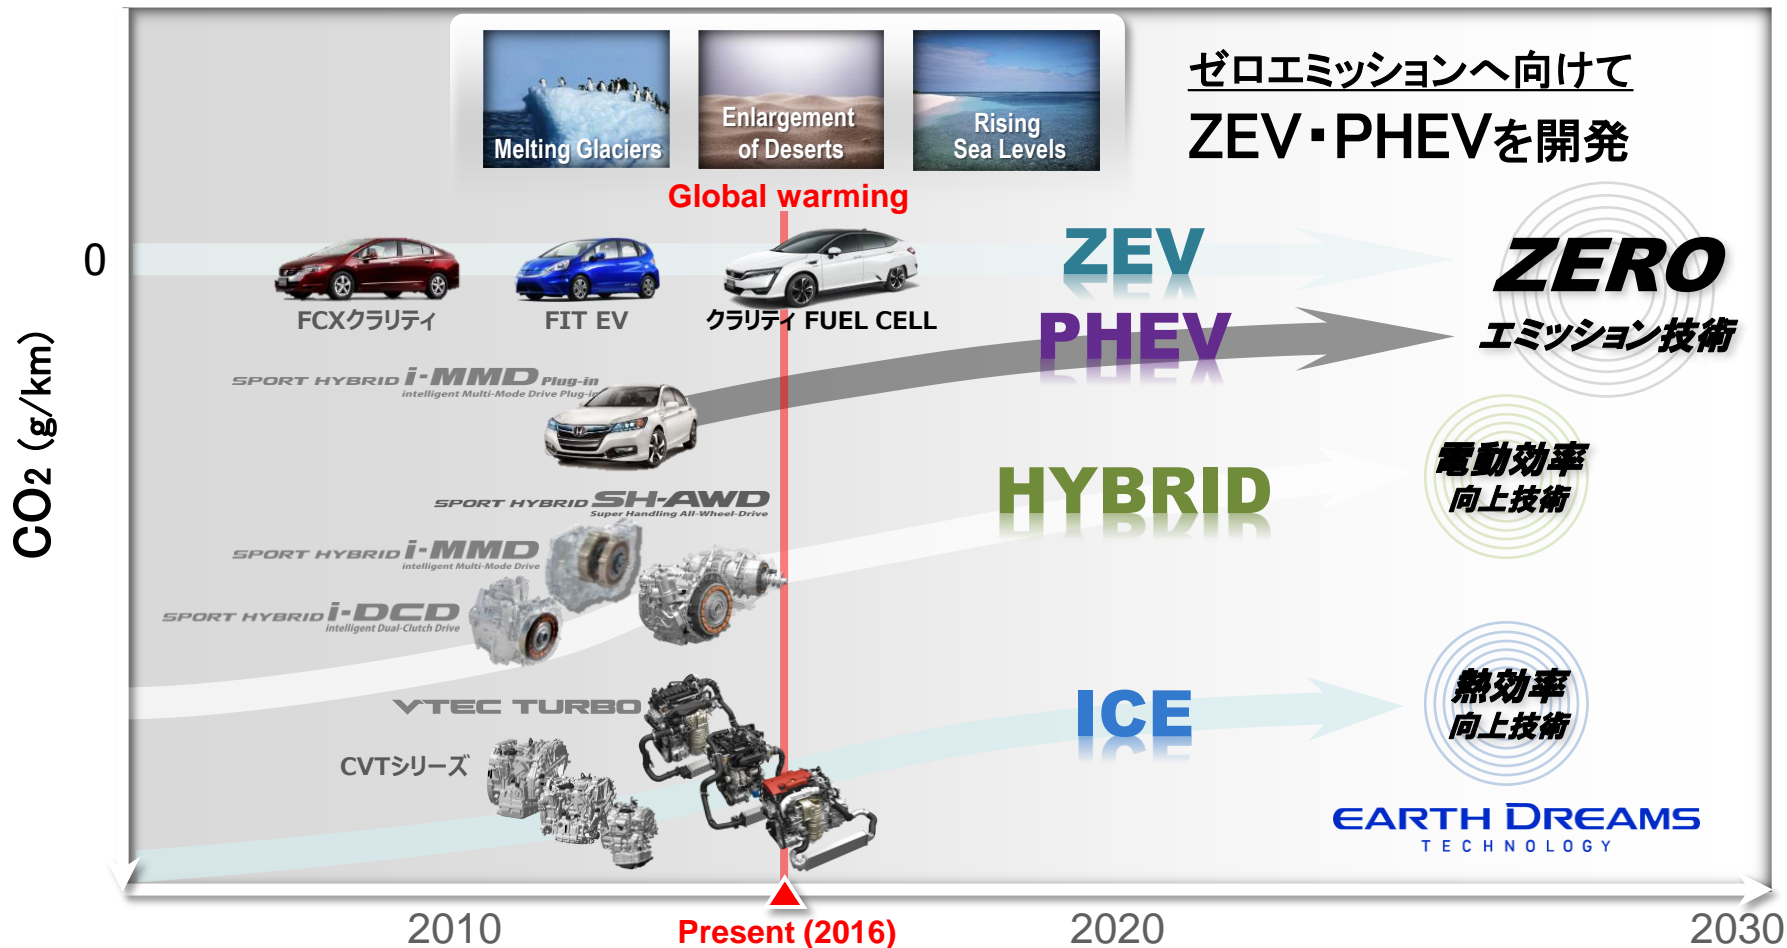 Melting Glaciers
Enlargement
of Deserts
Rising
Sea Levels
Global warming
ゼロエミッションへ向けて
ZEV・PHEVを開発
0
CO2 (g/km)
FCXクラリティ
FIT EV
クラリティ FUEL CELL
ZEV
ZERO
エミッション技術
PHEV
SPORT HYBRID i-MMD Plug-in
intelligent Multi-Mode Drive Plug-in
HYBRID
電動効率
向上技術
SPORT HYBRID SH-AWD
Super Handling All-Wheel-Drive
SPORT HYBRID i-MMD
intelligent Multi-Mode Drive
SPORT HYBRID i-DCD
intelligent Dual-Clutch Drive
VTEC TURBO
CVTシリーズ
ICE
熱効率
向上技術
EARTH DREAMS
TECHNOLOGY
2010
Present (2016)
2020
2030